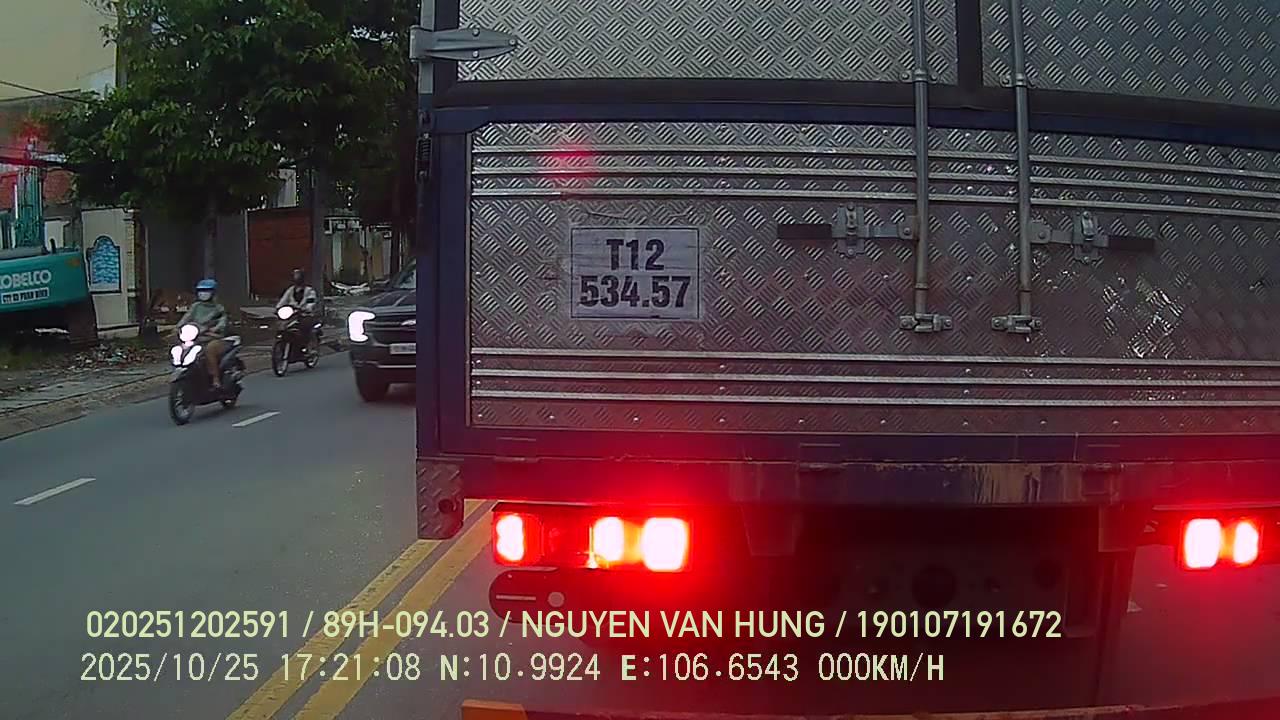 T12
534.57
KOBELCO
020251202591 / 89H-094.03 / NGUYEN VAN HUNG / 190107191672
2025/10/25 17:21:08 N:10.9924 E:106.6543 000KM/H